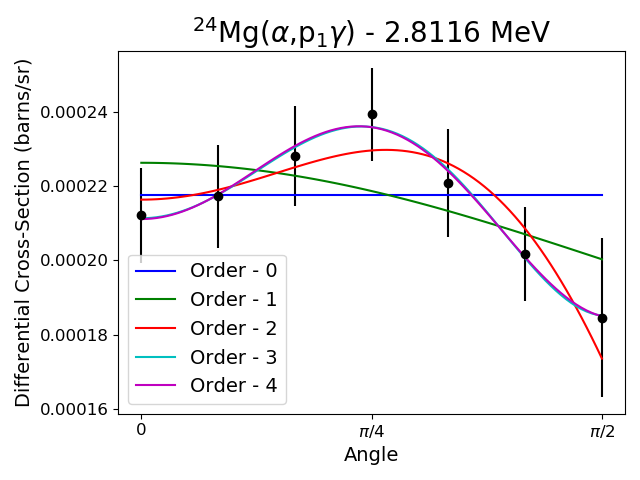 ²⁴Mg(α,p₁γ) - 2.8116 MeV
Differential Cross-Section (barns/sr)
0.00024
0.00022
0.00020
0.00018
0.00016
Order - 0
Order - 1
Order - 2
Order - 3
Order - 4
0 π/4 π/2
Angle